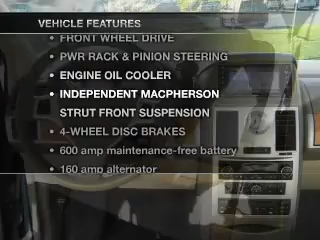 VEHICLE FEATURES
• FRONT WHEEL DRIVE
• PWR RACK & PINION STEERING
• ENGINE OIL COOLER
• INDEPENDENT MACPHERSON
STRUT FRONT SUSPENSION
• 4-WHEEL DISC BRAKES
• 600 amp maintenance-free battery
• 160 amp alternator